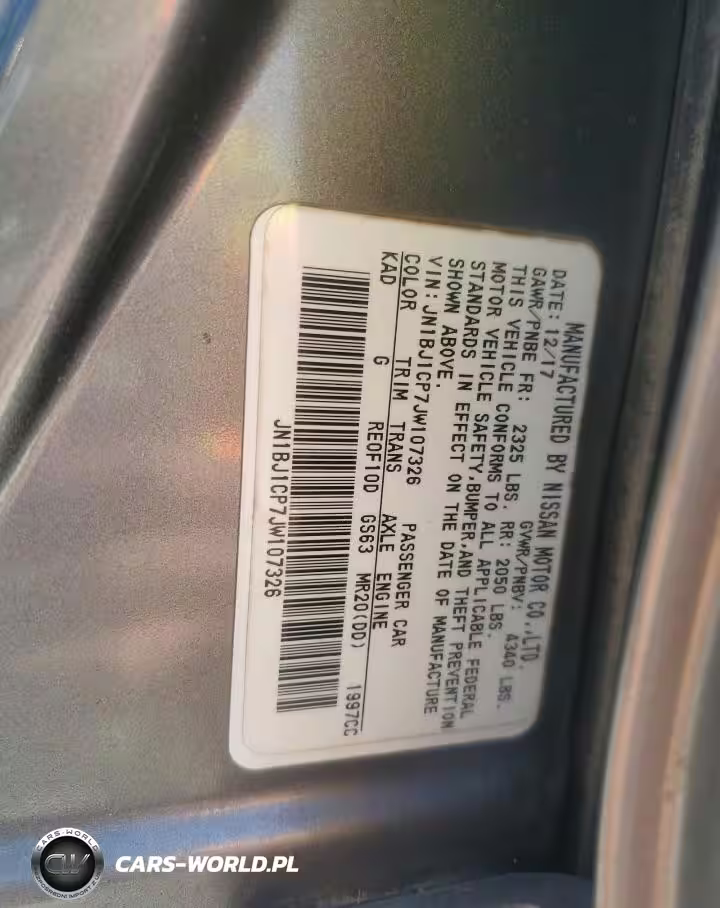 MANUFACTURED BY NISSAN MOTOR CO.,LTD.
DATE: 12/17 GVWR/PNBV: 4340 LBS.
GAWR/PNBE FR: 2325 LBS. RR: 2050 LBS.
THIS VEHICLE CONFORMS TO ALL APPLICABLE FEDERAL
MOTOR VEHICLE SAFETY,BUMPER,AND THEFT PREVENTION
STANDARDS IN EFFECT ON THE DATE OF MANUFACTURE
SHOWN ABOVE.
VIN: JN1BJ1CP7JW107326 PASSENGER CAR
COLOR TRIM TRANS AXLE ENGINE
KAD G RE0F10D GS63 MR20(DD) 1997CC
JN1BJ1CP7JW107326
CARS-WORLD
CW
CARS-WORLD.PL